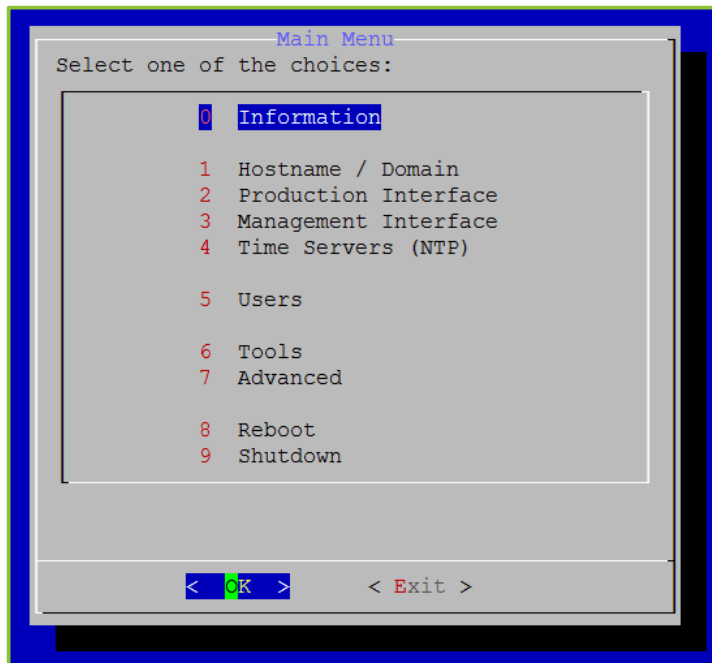 Main Menu
Select one of the choices:
0 Information
1 Hostname / Domain
2 Production Interface
3 Management Interface
4 Time Servers (NTP)
5 Users
6 Tools
7 Advanced
8 Reboot
9 Shutdown
< OK > < Exit >